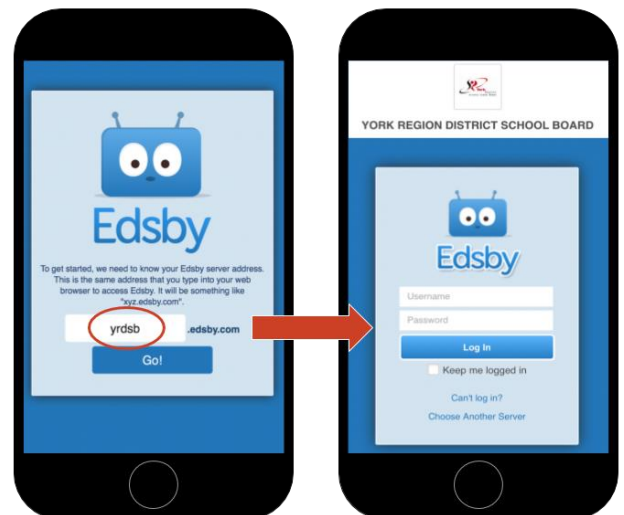 Edsby
To get started, we need to know your Edsby server address.
This is the same address that you type into your web
browser to access Edsby. It will be something like
"xyz.edsby.com".
yrdsb .edsby.com
Go!
YORK REGION DISTRICT SCHOOL BOARD
Edsby
Username
Password
Log In
Keep me logged in
Can't log in?
Choose Another Server